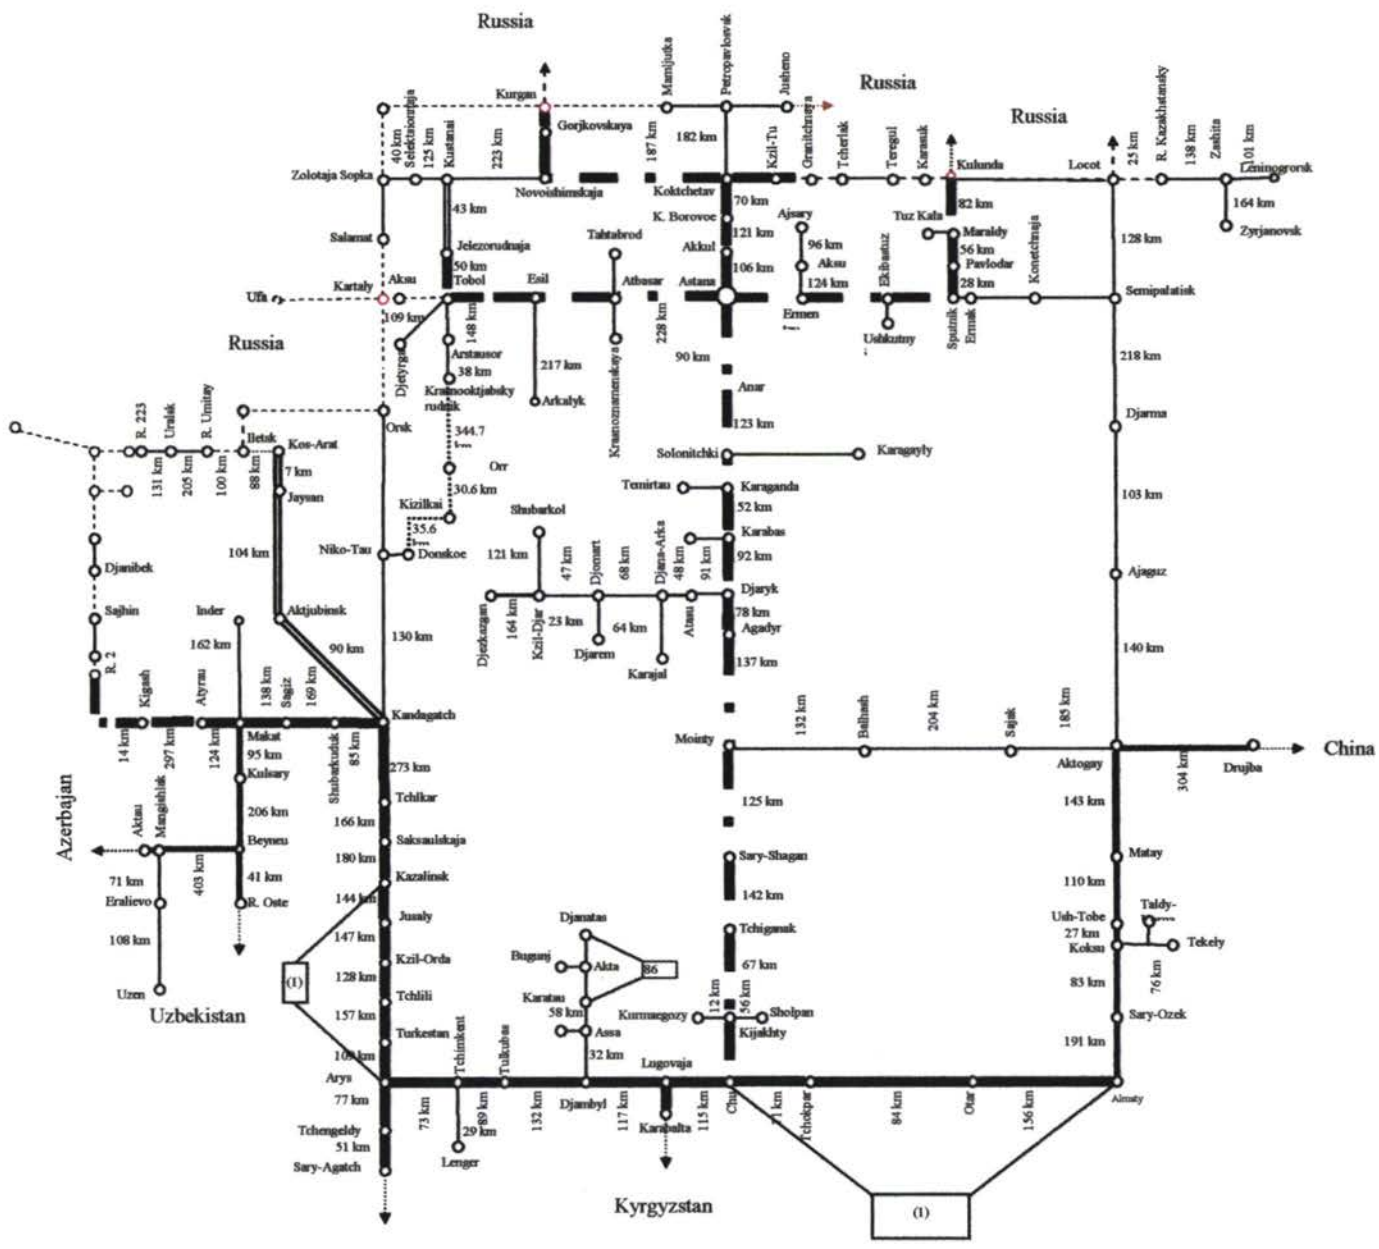 Russia
Russia
Russia
Mamijutka
Petropavlosvsk
Jusheno
Kurgan
Gorjkovskaya
40 km
Selektsionnaja
125 km
Kustanai
223 km
187 km
182 km
Kzil-Tu
Granitchnaya
Tcherlak
Teregul
Karasuk
Kulunda
Locot
25 km
R. Kazakhstansky
138 km
Zashita
101 km
Leninogrorsk
Zolotaja Sopka
Novoishimskaja
Koktchetav
43 km
70 km
82 km
164 km
K. Borovoe
Ajsary
Tuz Kala
Zyrjanovsk
Salamat
Jelezorudnaja
Tahtabrod
Akkul
121 km
96 km
Maraldy
56 km
Konetchnaja
128 km
50 km
106 km
Aksu
124 km
Ekibastuz
Pavlodar
28 km
Kartaly
Aksu
Tobol
Esil
Atbasar
Astana
Ufa
Semipalatisk
Ermen
109 km
148 km
228 km
Ushkutny
Sputnik
Ermak
Russia
Djetyrga
Arstausor
38 km
217 km
Krasnoznamenskaya
90 km
218 km
Krasnooktjabsky
rudnik
Arkalyk
Anar
Orsk
123 km
Djarma
R. 223
Uralsk
R. Umitay
Iletsk
Kos-Arat
344.7
Solonitchki
Karagayly
131 km
205 km
100 km
88 km
7 km
Orr
Jaysan
30.6 km
Temirtau
Karaganda
103 km
Kizilkai
52 km
Shubarkol
35.6
Karabas
104 km
Niko-Tau
Donskoe
121 km
47 km
Djomart
68 km
Djana-Arka
48 km
91 km
92 km
Djanibek
Ajaguz
Djaryk
Sajhin
Inder
Aktjubinsk
78 km
Djezkazgan
164 km
Kzil-Djar
23 km
64 km
Atasu
Agadyr
162 km
90 km
130 km
Djarem
137 km
140 km
R. 2
Karajal
Kigash
Atyrau
138 km
Sagiz
169 km
Kandagatch
132 km
Balhash
204 km
Sajak
185 km
Mointy
14 km
297 km
124 km
Makat
95 km
Shubarkuduk
85 km
273 km
Aktogay
304 km
Drujba
China
Azerbajan
Kulsary
Tchlkar
125 km
143 km
Aktau
Mangishlak
206 km
166 km
Beyneu
Saksaulskaja
Sary-Shagan
Matay
180 km
71 km
403 km
41 km
Kazalinsk
142 km
110 km
144 km
Eralievo
R. Oste
Jusaly
Djanatas
Tchiganak
Ush-Tobe
Taldy-
27 km
108 km
147 km
Koksu
Tekely
Kzil-Orda
Bugunj
Akta
86
67 km
128 km
(1)
83 km
76 km
Uzen
Tchlili
Karatau
12 km
56 km
Uzbekistan
157 km
58 km
Kurmaegozy
Sholpan
Sary-Ozek
Turkestan
Tchimkent
Tulkubas
Assa
Kijakhty
191 km
32 km
Lugovaja
Arys
77 km
73 km
89 km
132 km
Djambyl
117 km
115 km
Chu
71 km
Tchokpar
84 km
Otar
156 km
Almaty
Karabalta
Tchengeldy
51 km
29 km
Lenger
Sary-Agatch
Kyrgyzstan
(1)